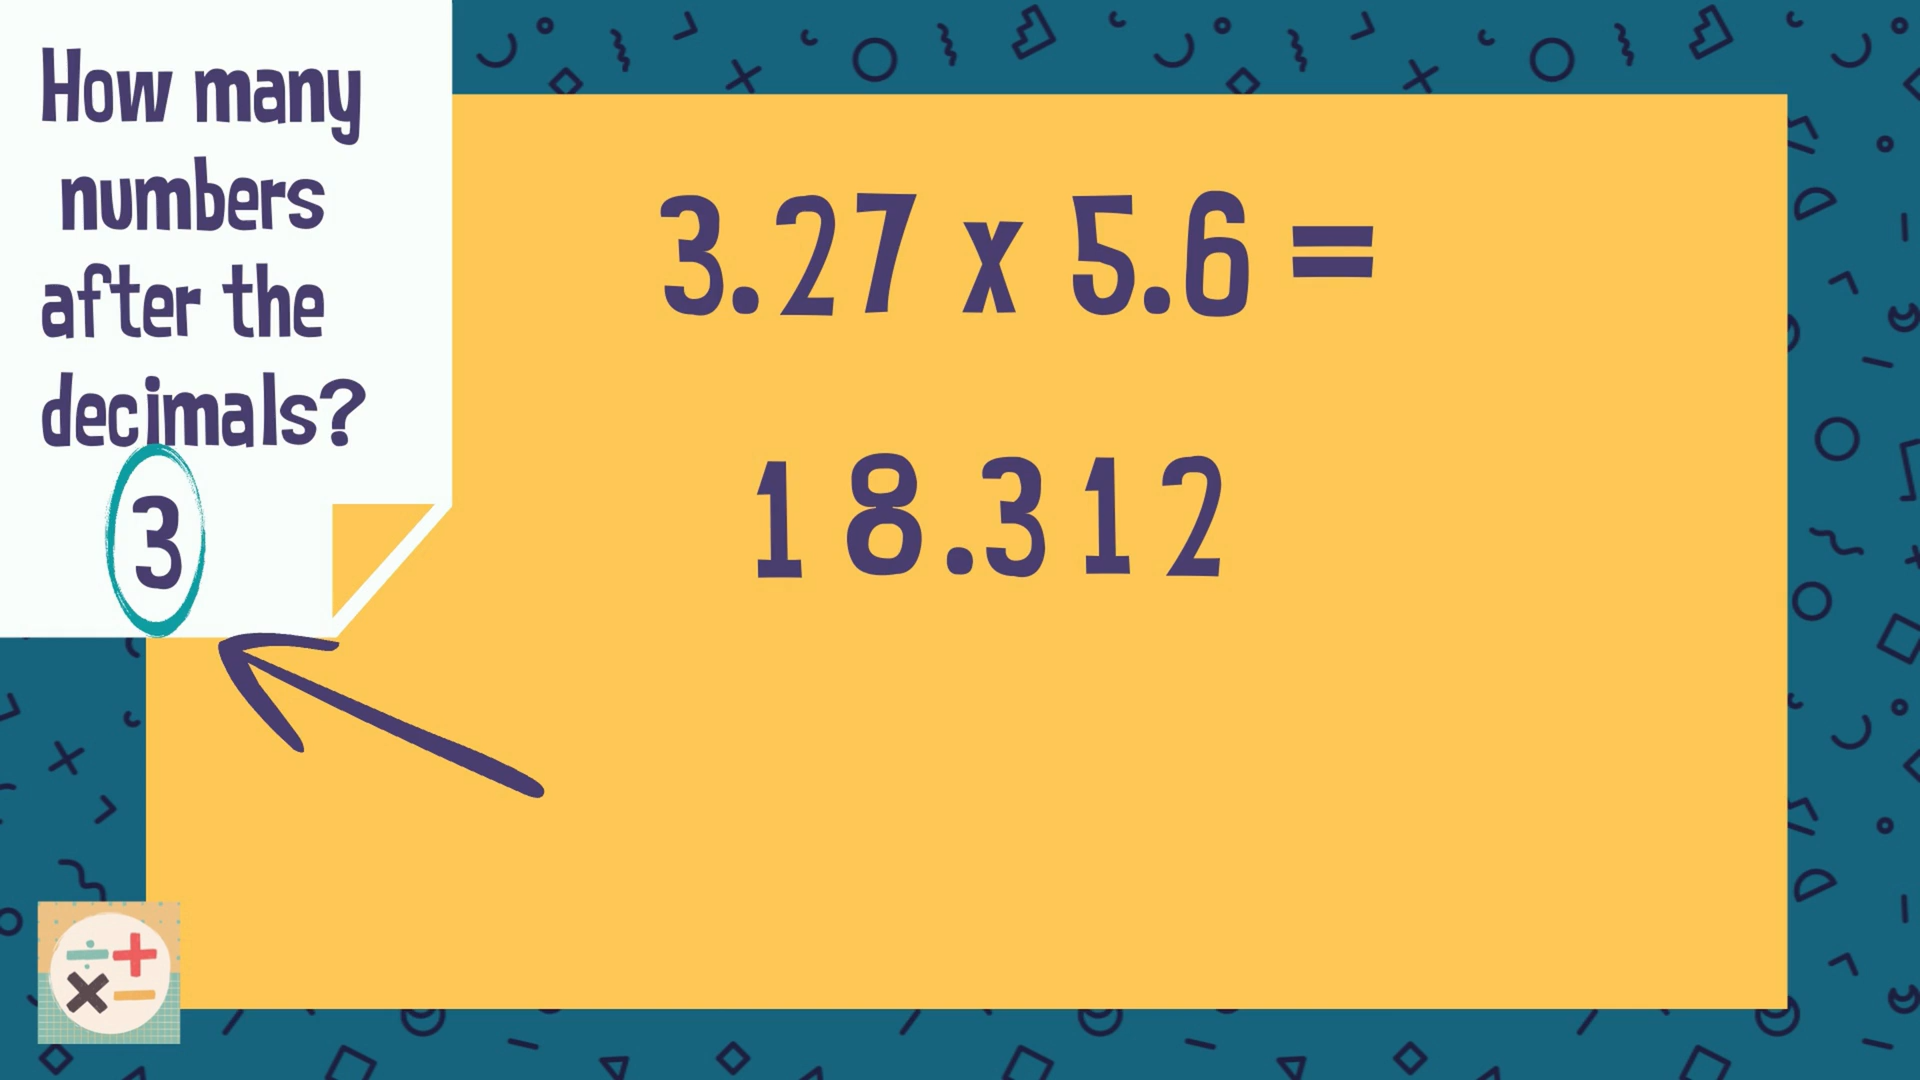 How many
numbers
after the
decimals?
3
3.27 x 5.6 =
18.312